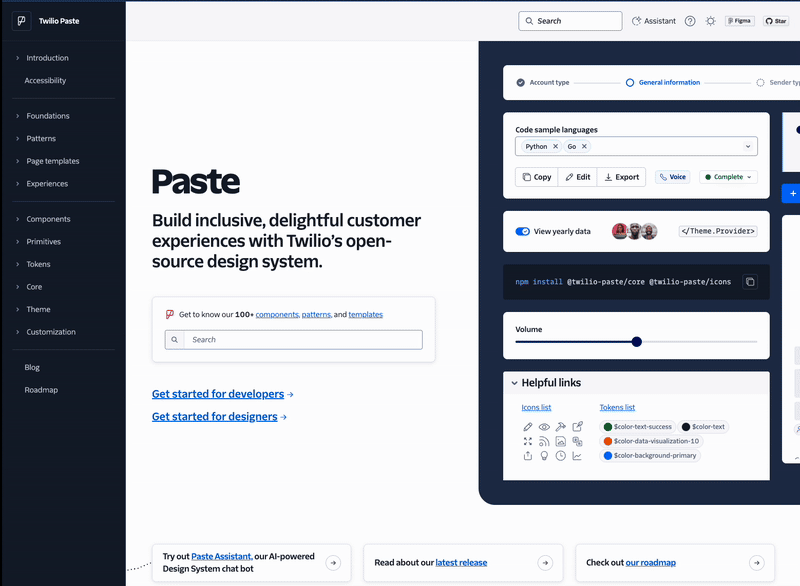 Twilio Paste
Search
Assistant
Figma
Star
Introduction
Accessibility
Foundations
Patterns
Page templates
Experiences
Components
Primitives
Tokens
Core
Theme
Customization
Blog
Roadmap
Paste
Build inclusive, delightful customer
experiences with Twilio’s open-
source design system.
Get to know our 100+ components, patterns, and templates
Search
Get started for developers
Get started for designers
Account type
General information
Sender typ
Code sample languages
Python
Go
Copy
Edit
Export
Voice
Complete
View yearly data
</Theme.Provider>
npm install @twilio-paste/core @twilio-paste/icons
Volume
Helpful links
Icons list
Tokens list
$color-text-success
$color-text
$color-data-visualization-10
$color-background-primary
Try out Paste Assistant, our AI-powered
Design System chat bot
Read about our latest release
Check out our roadmap